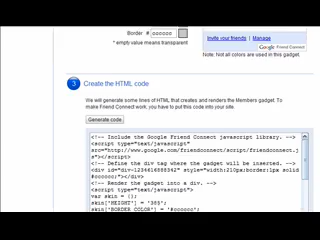 Border # cccccc
* empty value means transparent
Invite your friends | Manage
Google Friend Connect
Note: Not all colors are used in this gadget.
3 Create the HTML code
We will generate some lines of HTML that creates and renders the Members gadget. To
make Friend Connect work, you have to put this code into your site.
Generate code
<!-- Include the Google Friend Connect javascript library. -->
<script type="text/javascript"
src="http://www.google.com/friendconnect/script/friendconnect.j
s"></script>
<!-- Define the div tag where the gadget will be inserted. -->
<div id="div-1234616688342" style="width:210px;border:1px solid
#cccccc;"></div>
<!-- Render the gadget into a div. -->
<script type="text/javascript">
var skin = {};
skin['HEIGHT'] = '385';
skin['BORDER_COLOR'] = '#cccccc';